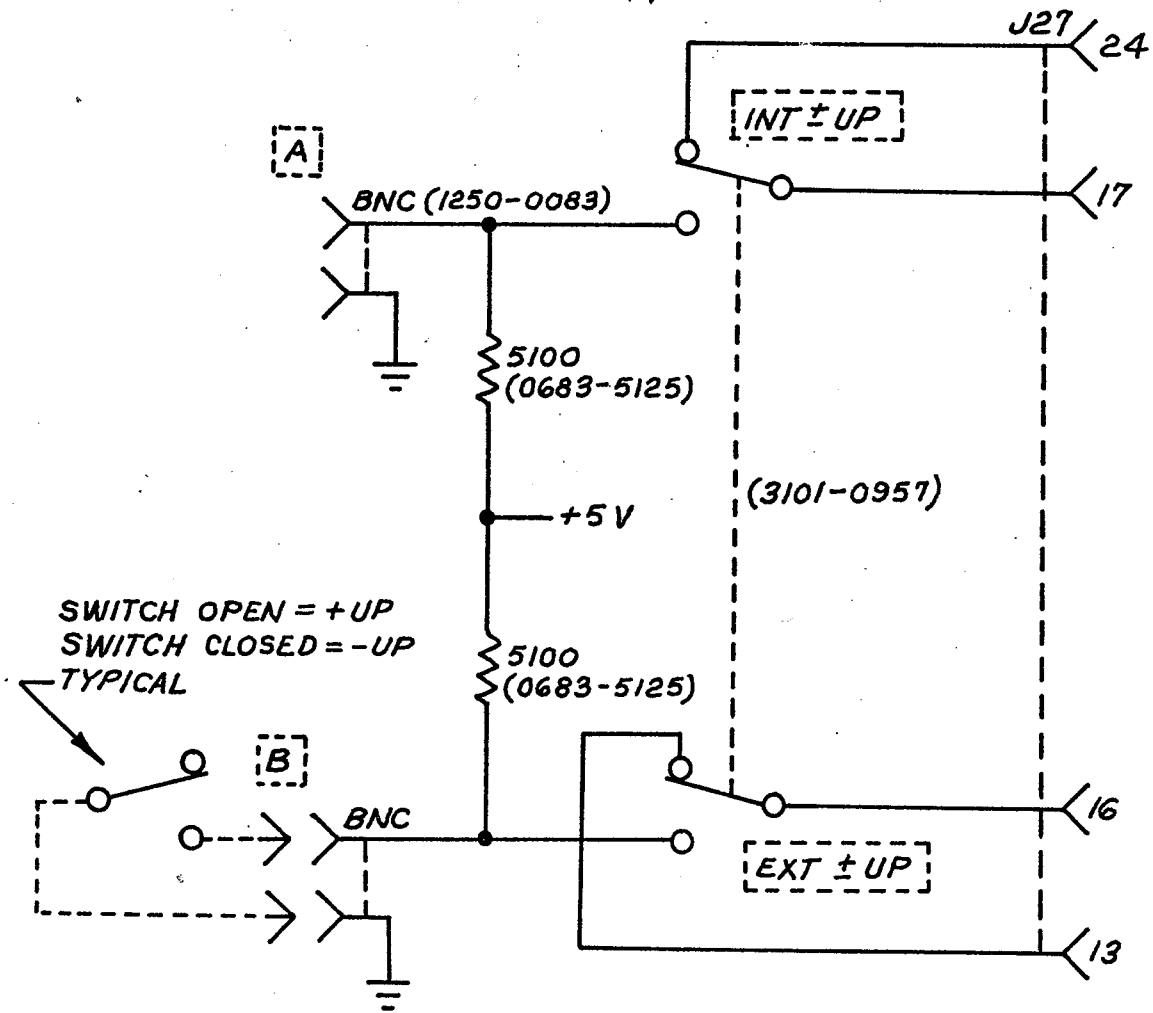 J27
24
INT ± UP
A
17
BNC (1250-0083)
5100
(0683-5125)
(3101-0957)
+5 V
SWITCH OPEN = + UP
SWITCH CLOSED = - UP
TYPICAL
5100
(0683-5125)
B
16
BNC
EXT ± UP
13